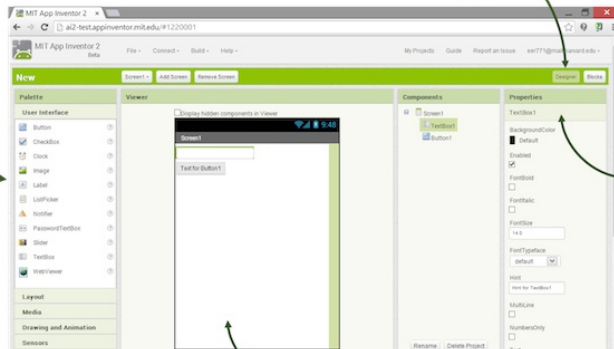 MIT App Inventor 2
ai2-test.appinventor.mit.edu/#1220001
MIT App Inventor 2
Beta
File - Connect - Build - Help -
My Projects Guide Report an Issue
New
Screen1 - Add Screen Remove Screen
Designer Blocks
Palette
User Interface
Button
CheckBox
Clock
Image
Label
ListPicker
Notifier
PasswordTextBox
Slider
TextBox
WebViewer
Layout
Media
Drawing and Animation
Sensors
Viewer
Display hidden components in Viewer
9:48
Screen1
Text for Button1
Components
Screen1
TextBox1
Button1
Rename Delete Project
Properties
TextBox1
BackgroundColor
Default
Enabled
FontBold
FontItalic
FontSize
14.0
FontTypeface
default
Hint
Hint for TextBox1
MultiLine
NumbersOnly